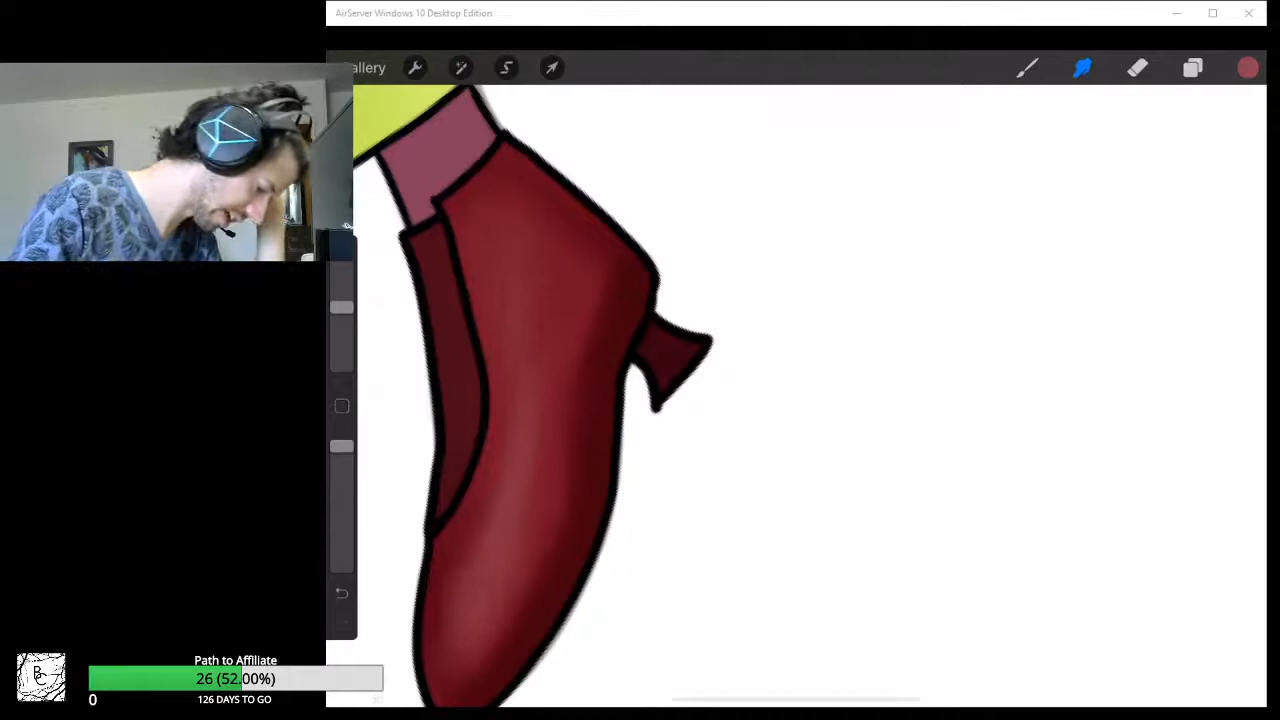 AirServer Windows 10 Desktop Edition
allery
Path to Affiliate
26 (52.00%)
0
126 DAYS TO GO